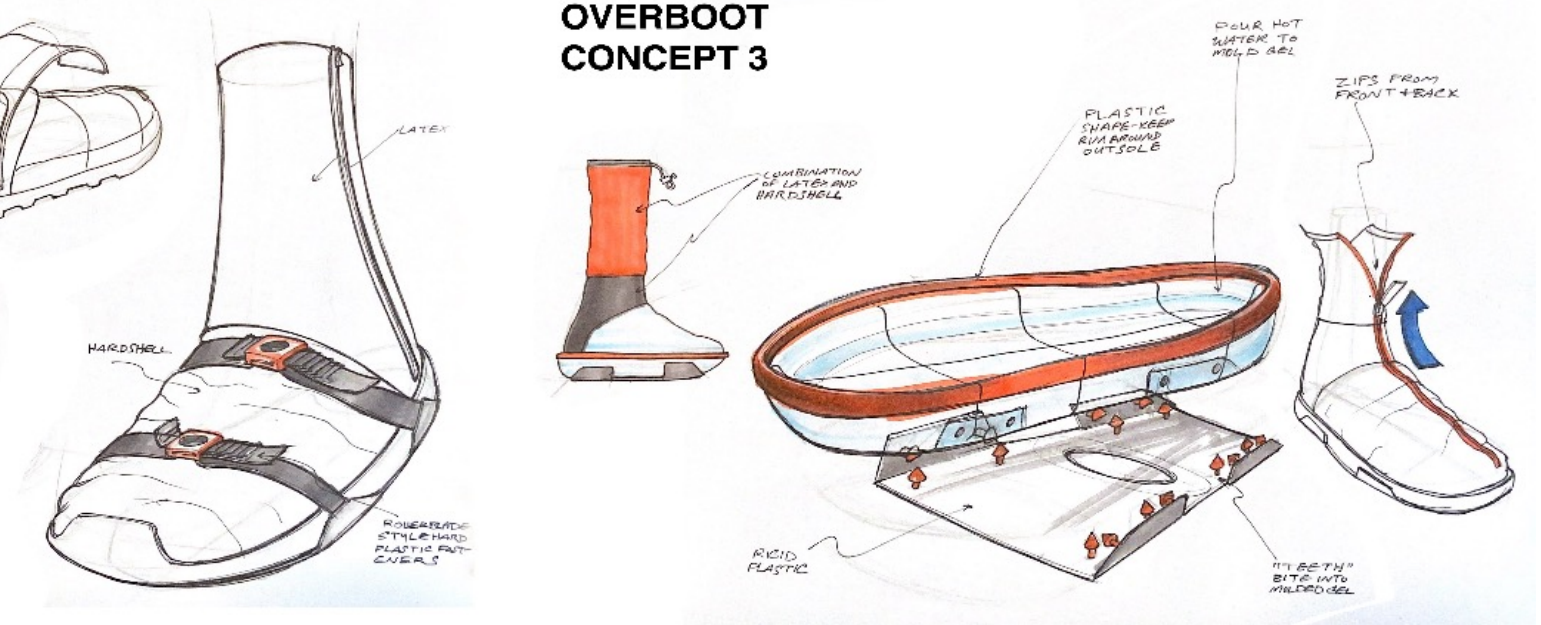 OVERBOOT
CONCEPT 3
LATEX
HARDSHELL
ROLLERBLADE
STYLE HARD
PLASTIC FAST-
ENERS
COMBINATION
OF LATEX AND
HARDSHELL
PLASTIC
SHAPE-KEEP
RIM AROUND
OUTSOLE
POUR HOT
WATER TO
MOLD GEL
ZIPS FROM
FRONT + BACK
RIGID
PLASTIC
"TEETH"
BITE INTO
MOLDED GEL